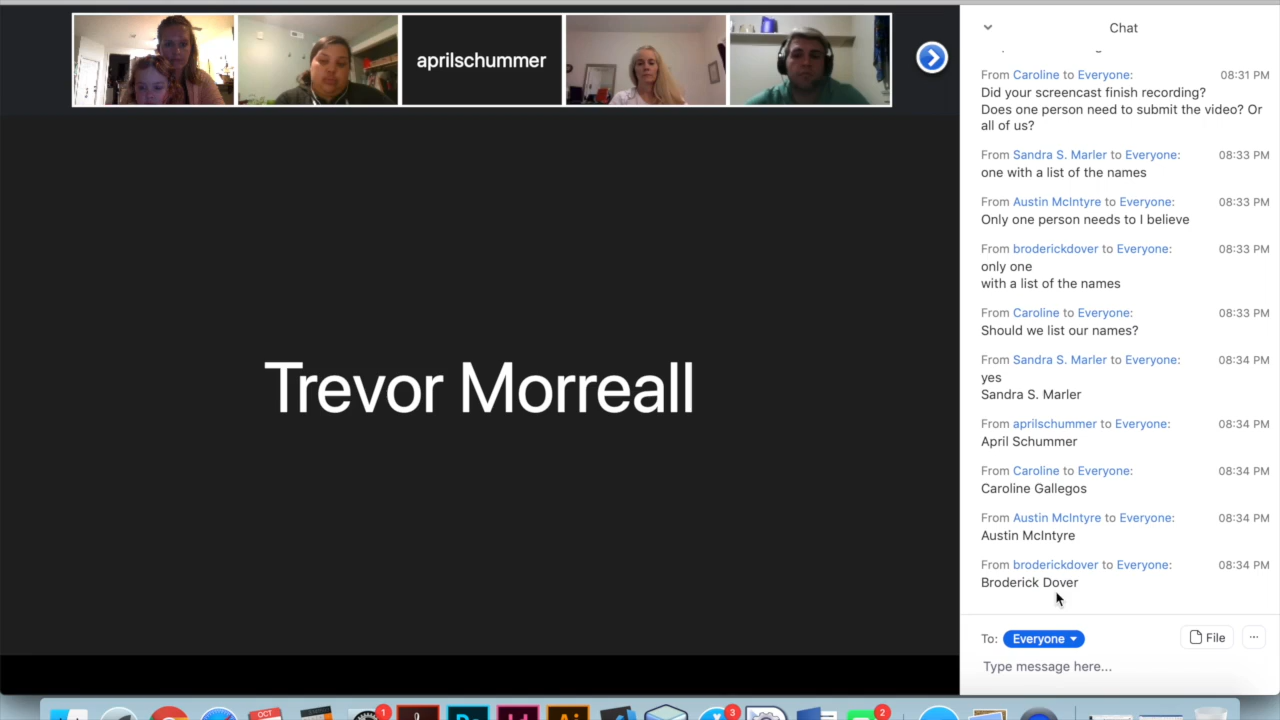 aprilschummer
Trevor Morreall
Chat
From Caroline to Everyone: 08:31 PM
Did your screencast finish recording?
Does one person need to submit the video? Or
all of us?
From Sandra S. Marler to Everyone: 08:33 PM
one with a list of the names
From Austin McIntyre to Everyone: 08:33 PM
Only one person needs to I believe
From broderickdover to Everyone: 08:33 PM
only one
with a list of the names
From Caroline to Everyone: 08:33 PM
Should we list our names?
From Sandra S. Marler to Everyone: 08:34 PM
yes
Sandra S. Marler
From aprilschummer to Everyone: 08:34 PM
April Schummer
From Caroline to Everyone: 08:34 PM
Caroline Gallegos
From Austin McIntyre to Everyone: 08:34 PM
Austin McIntyre
From broderickdover to Everyone: 08:34 PM
Broderick Dover
To: Everyone File ...
Type message here...
OCT 1 3 2